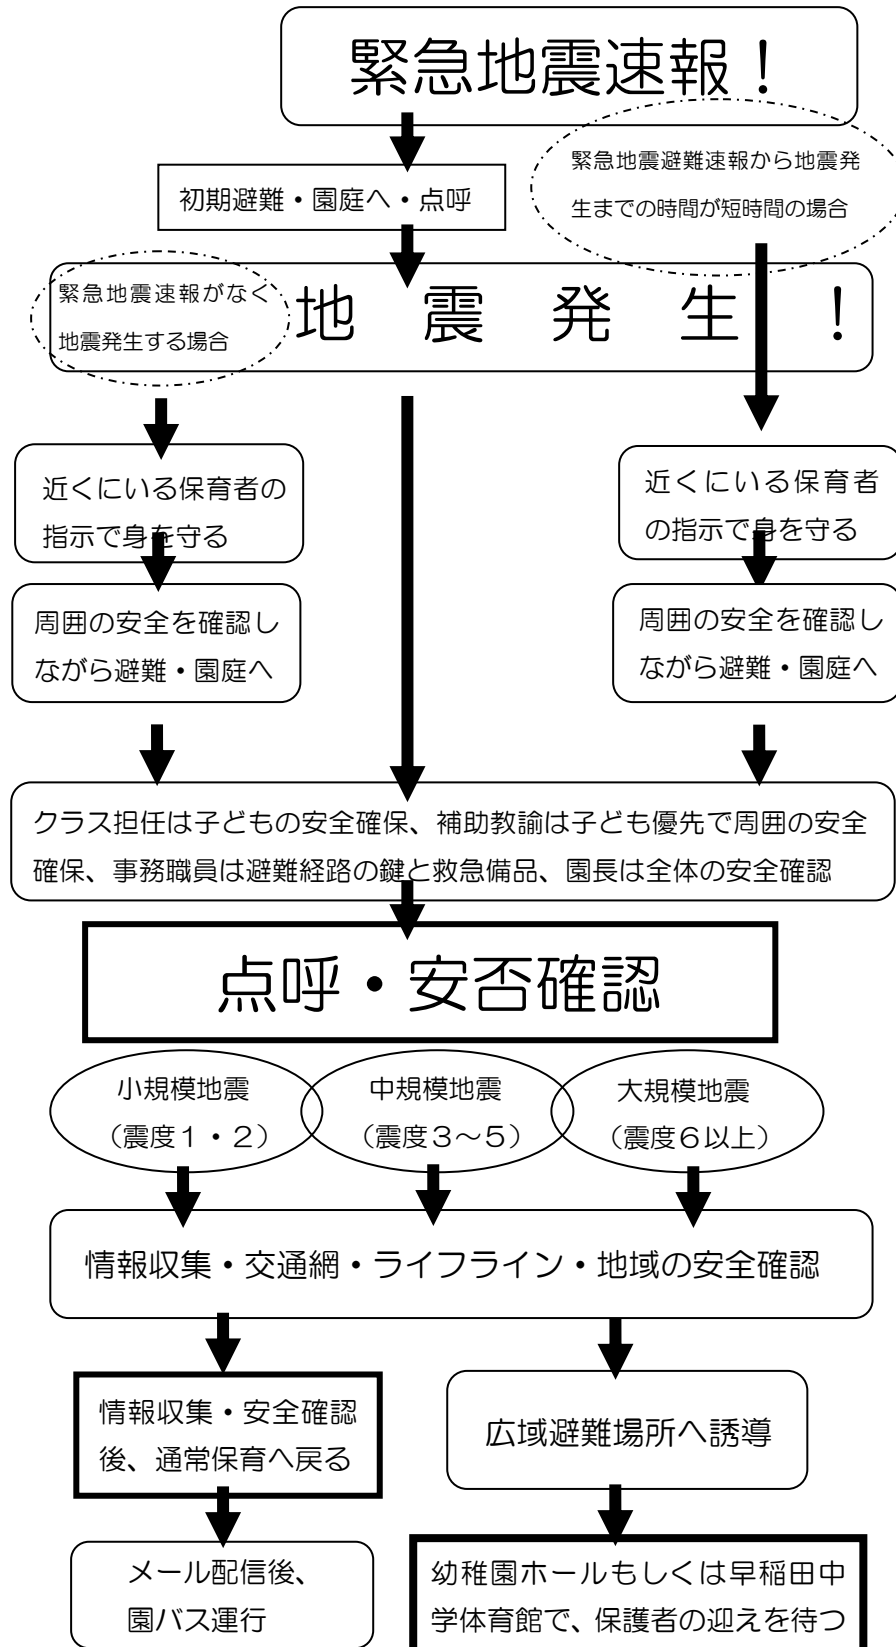 緊急地震速報！
緊急地震避難速報から地震発
生までの時間が短時間の場合
初期避難・園庭へ・点呼
緊急地震速報がなく
地震発生する場合
地震発生！
近くにいる保育者の
指示で身を守る
近くにいる保育者
の指示で身を守る
周囲の安全を確認し
ながら避難・園庭へ
周囲の安全を確認し
ながら避難・園庭へ
クラス担任は子どもの安全確保、補助教諭は子ども優先で周囲の安全
確保、事務職員は避難経路の鍵と救急備品、園長は全体の安全確認
点呼・安否確認
小規模地震
（震度１・２）
中規模地震
（震度３～５）
大規模地震
（震度６以上）
情報収集・交通網・ライフライン・地域の安全確認
情報収集・安全確認
後、通常保育へ戻る
広域避難場所へ誘導
メール配信後、
園バス運行
幼稚園ホールもしくは早稲田中
学体育館で、保護者の迎えを待つ